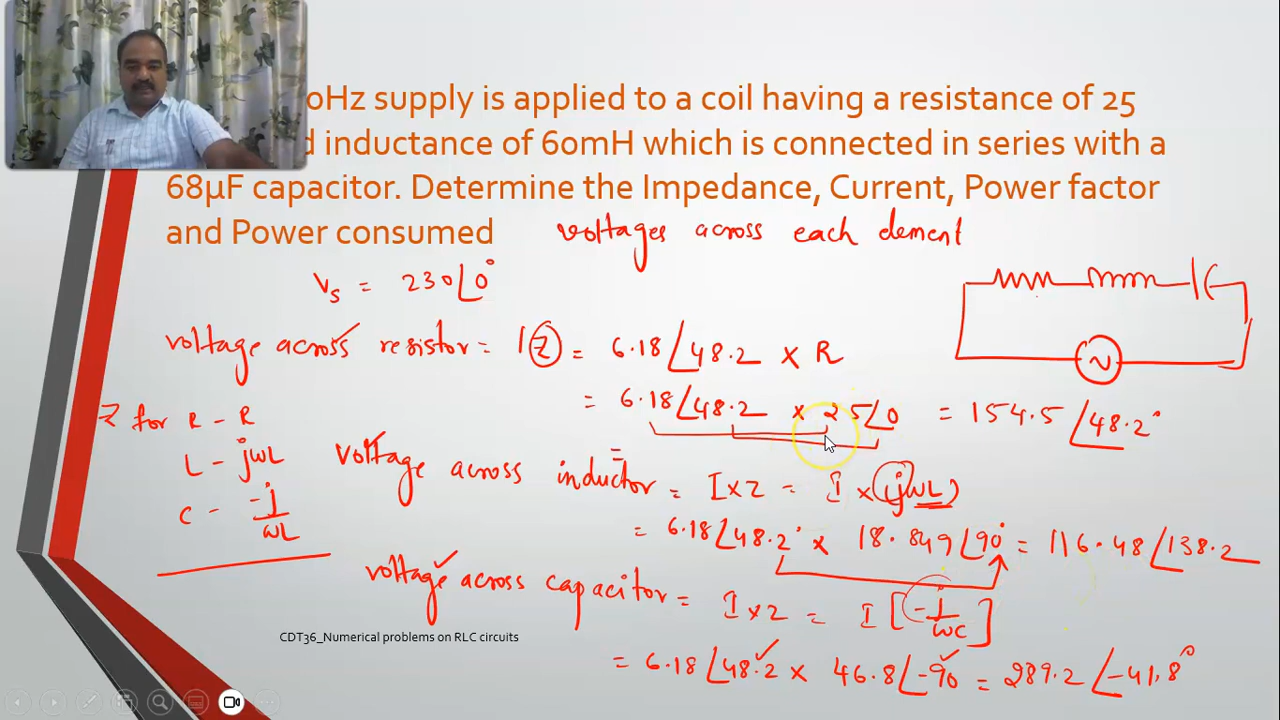 0Hz supply is applied to a coil having a resistance of 25
d inductance of 60mH which is connected in series with a
68µF capacitor. Determine the Impedance, Current, Power factor
and Power consumed
voltages across each element
Vs = 230∠0°
voltage across resistor = IZ = 6.18∠48.2 × R
= 6.18∠48.2 × 25∠0 = 154.5∠48.2°
Z for R - R
L - jωL
C - -j/ωL
voltage across inductor = I×Z = I × (jωL)
= 6.18∠48.2° × 18.849∠90° = 116.48∠138.2
voltage across capacitor = I×Z = I[-j/ωC]
= 6.18∠48.2 × 46.8∠-90 = 289.2∠-41.8°
CDT36_Numerical problems on RLC circuits